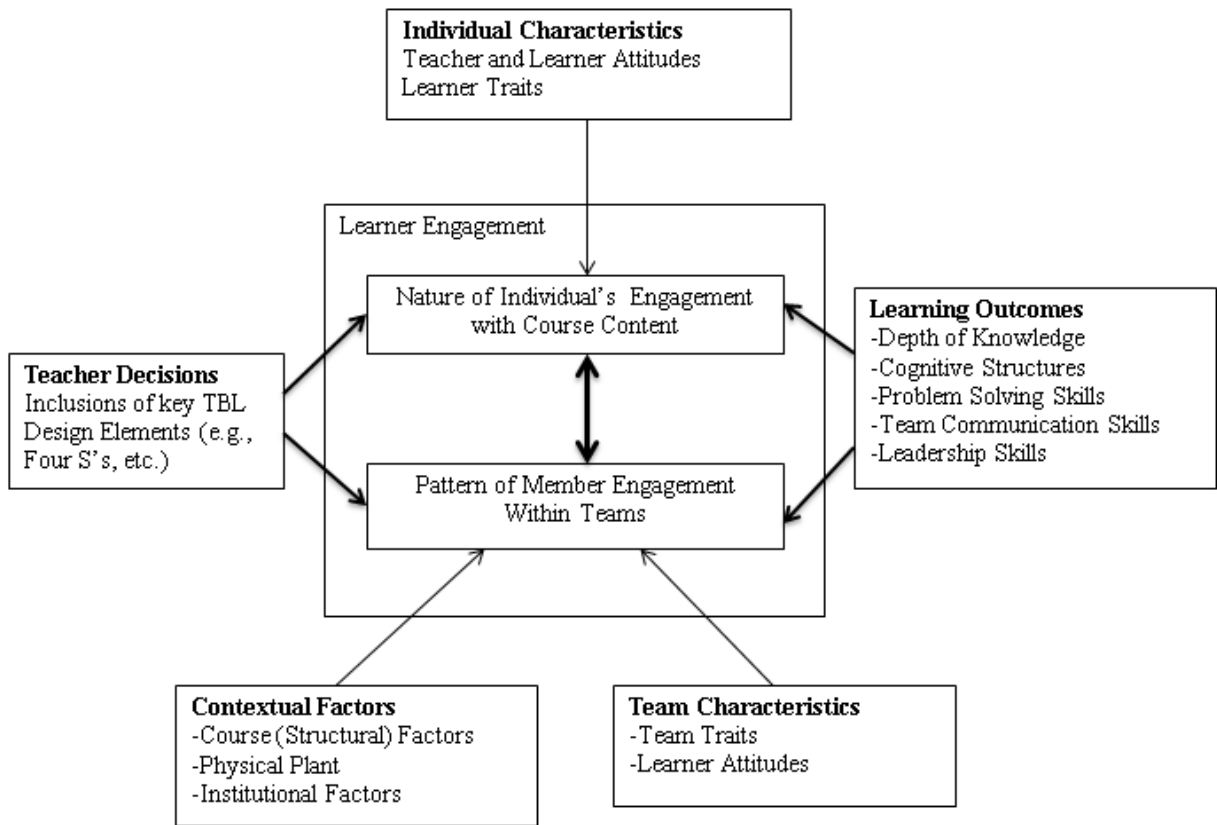 Individual Characteristics
Teacher and Learner Attitudes
Learner Traits
Learner Engagement
Nature of Individual's Engagement
with Course Content
Teacher Decisions
Inclusions of key TBL
Design Elements (e.g.,
Four S's, etc.)
Learning Outcomes
-Depth of Knowledge
-Cognitive Structures
-Problem Solving Skills
-Team Communication Skills
-Leadership Skills
Pattern of Member Engagement
Within Teams
Contextual Factors
-Course (Structural) Factors
-Physical Plant
-Institutional Factors
Team Characteristics
-Team Traits
-Learner Attitudes